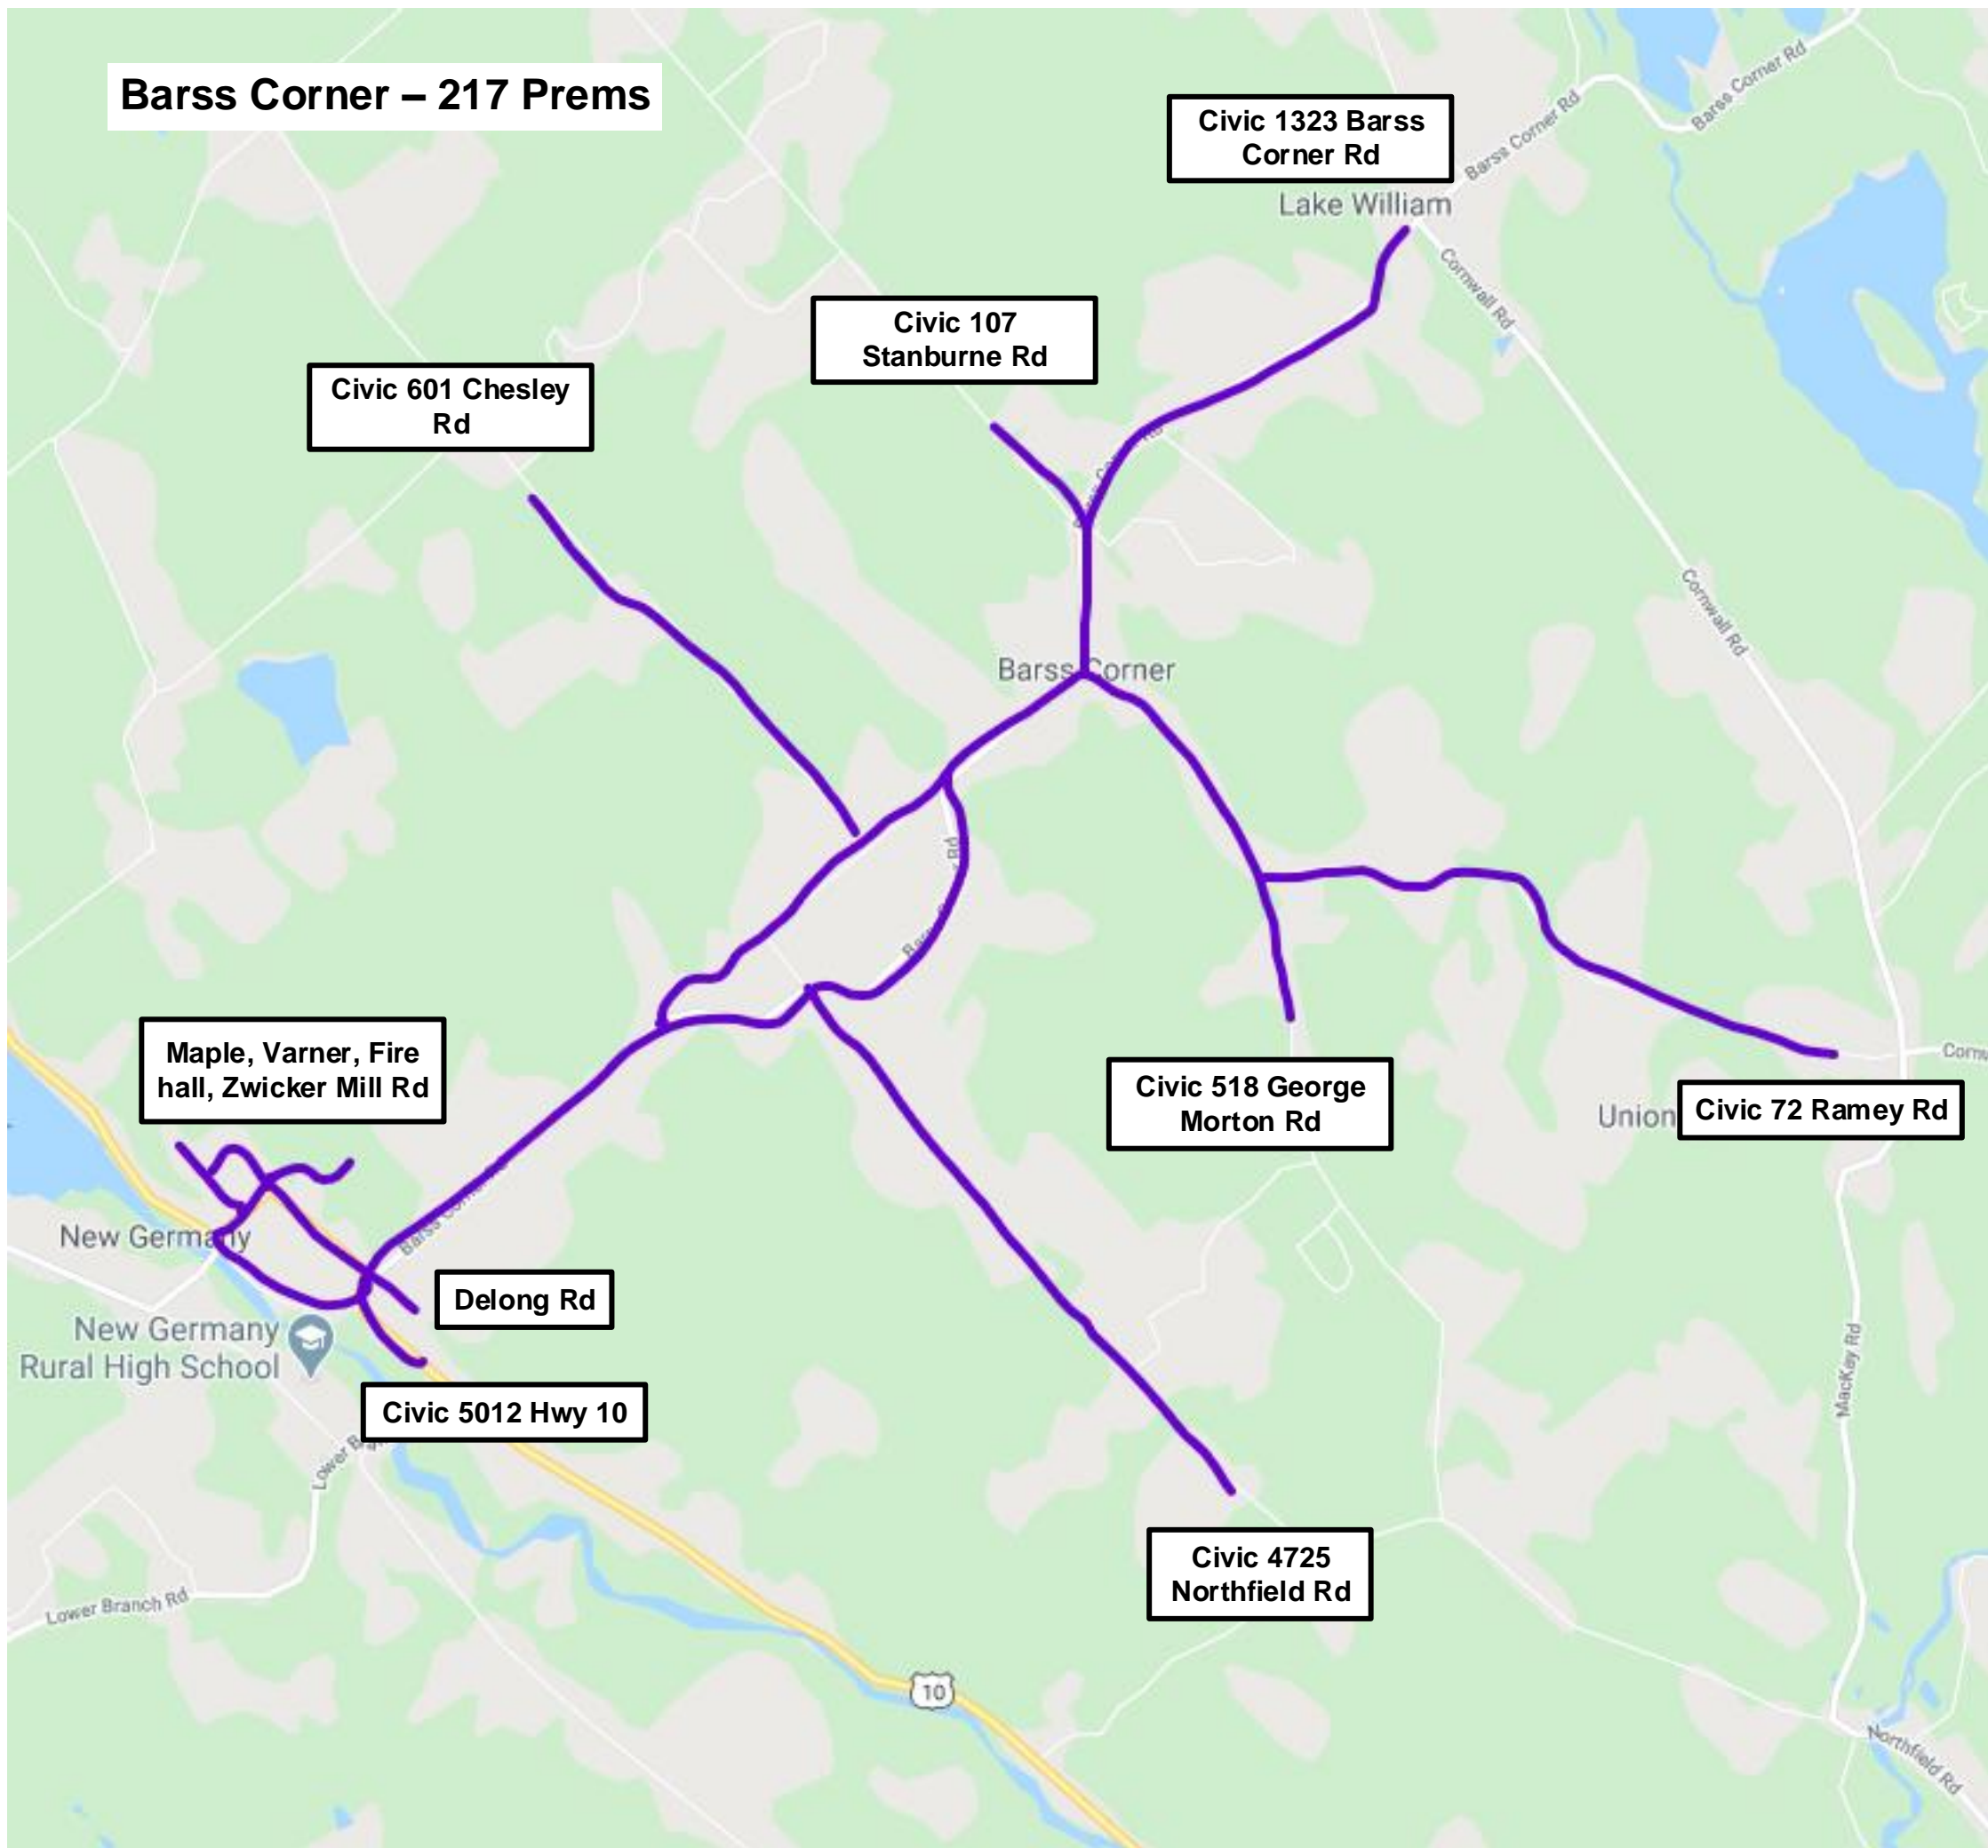 Barss Corner – 217 Prems
Barss Corner Rd
Civic 1323 Barss
Corner Rd
Barss Corner Rd
Lake William
Cornwall Rd
Civic 107
Stanburne Rd
Civic 601 Chesley
Rd
Cornwall Rd
Barss Corner
Rd
Maple, Varner, Fire
hall, Zwicker Mill Rd
Civic 518 George
Morton Rd
Union
Civic 72 Ramey Rd
New Germany
Delong Rd
New Germany
Rural High School
MacKay Rd
Civic 5012 Hwy 10
Lower
Civic 4725
Northfield Rd
Lower Branch Rd
10
Northfield Rd